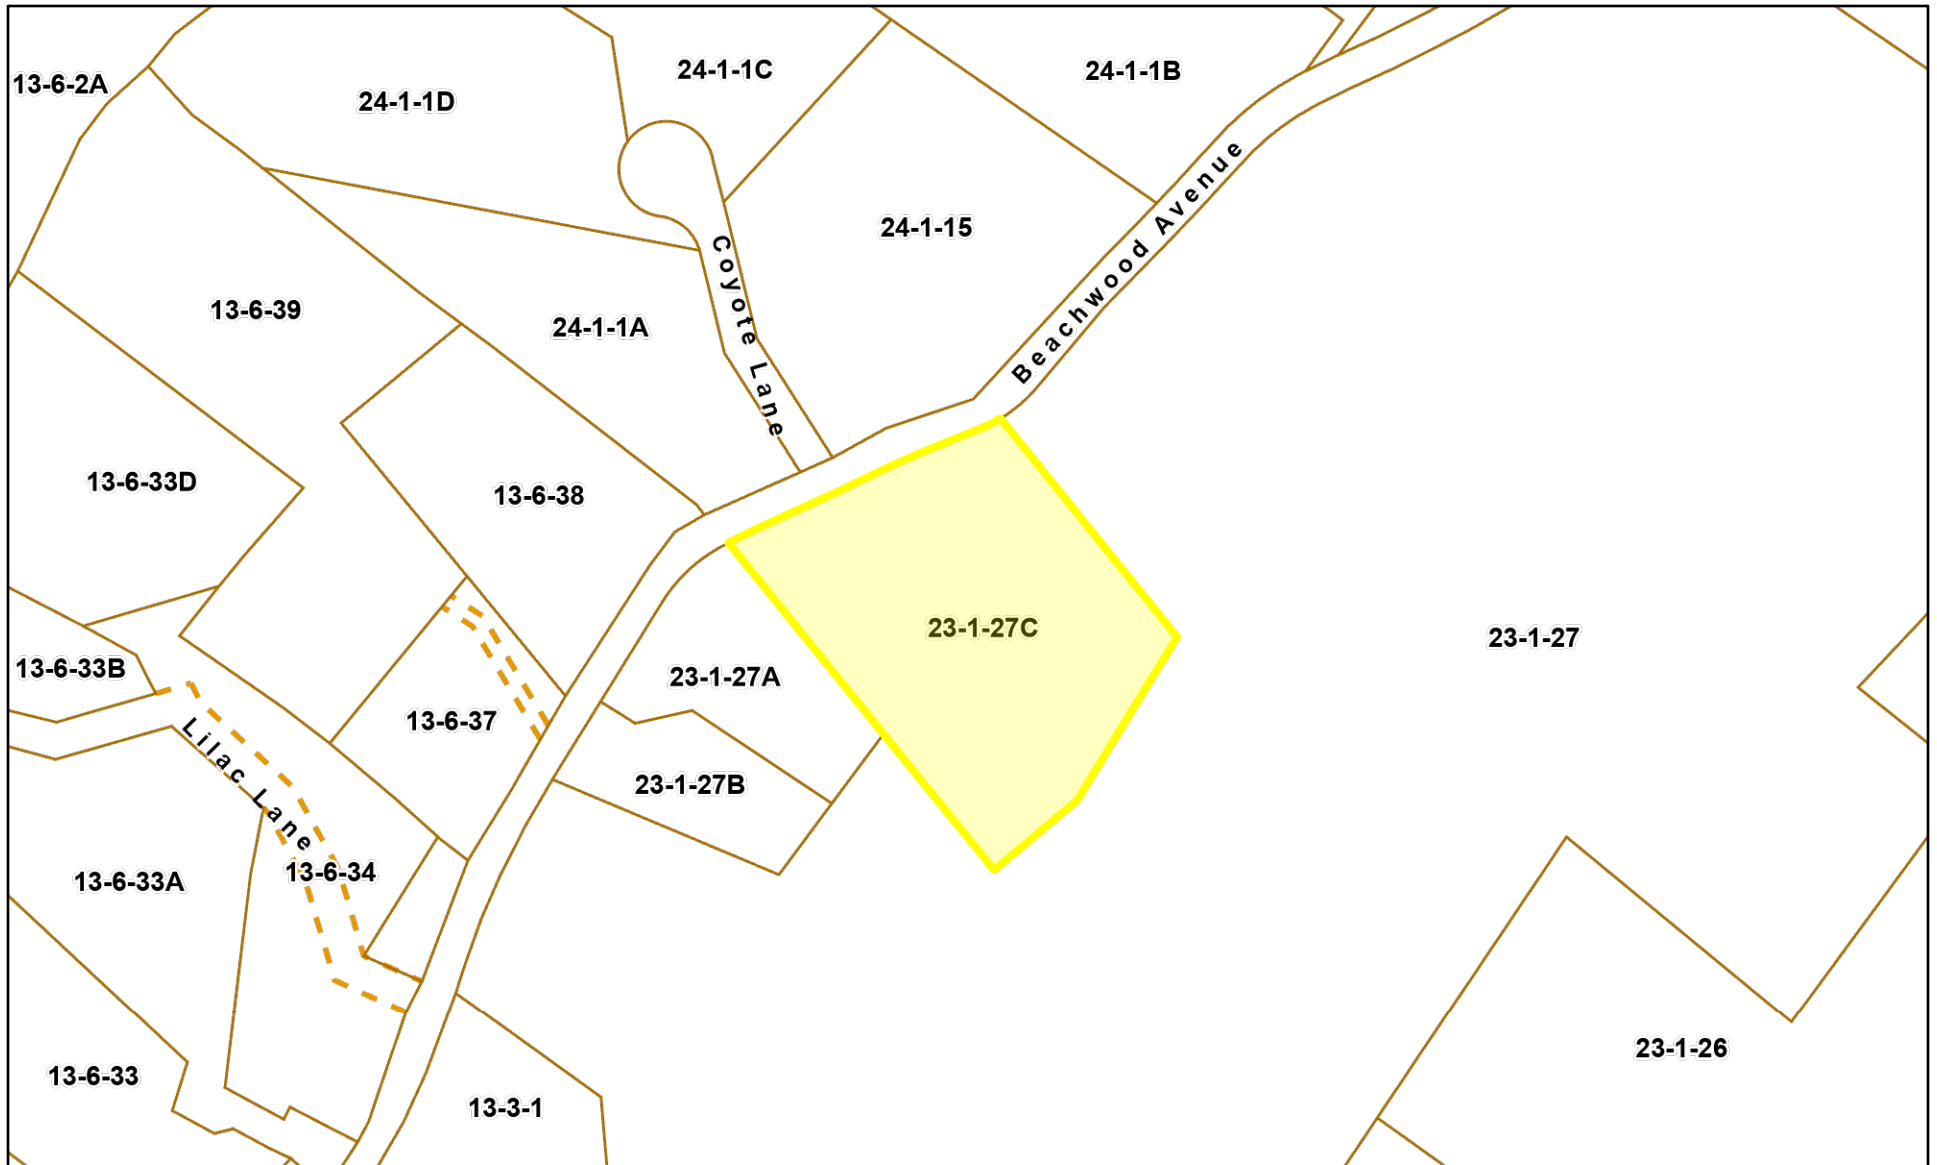 24-1-1C
24-1-1B
13-6-2A
24-1-1D
24-1-15
Beachwood Avenue
Coyote Lane
13-6-39
24-1-1A
13-6-33D
13-6-38
23-1-27C
23-1-27
13-6-33B
23-1-27A
13-6-37
Lilac Lane
23-1-27B
13-6-34
13-6-33A
23-1-26
13-6-33
13-3-1